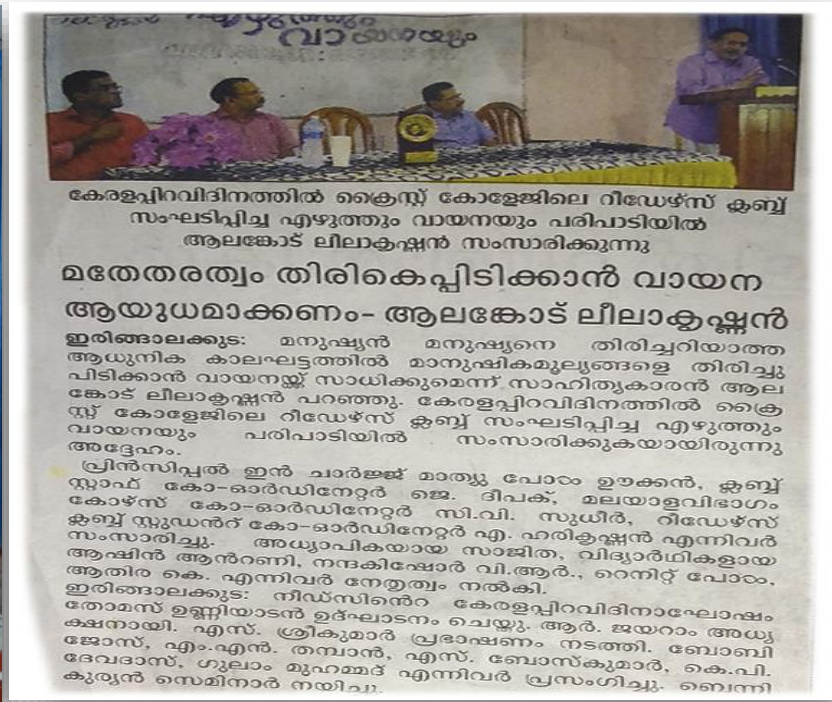 എഴുത്തും
വായനയും
കേരളപ്പിറവിദിനത്തിൽ ക്രൈസ്റ്റ് കോളേജിലെ റീഡേഴ്സ് ക്ലബ്ബ്
സംഘടിപ്പിച്ച എഴുത്തും വായനയും പരിപാടിയിൽ
ആലങ്കോട് ലീലാകൃഷ്ണൻ സംസാരിക്കുന്നു
മതേതരത്വം തിരികെപ്പിടിക്കാൻ വായന
ആയുധമാക്കണം- ആലങ്കോട് ലീലാകൃഷ്ണൻ
ഇരിങ്ങാലക്കുട: മനുഷ്യൻ മനുഷ്യനെ തിരിച്ചറിയാത്ത
ആധുനിക കാലഘട്ടത്തിൽ മാനുഷികമൂല്യങ്ങളെ തിരിച്ചു
പിടിക്കാൻ വായനയ്ക്ക് സാധിക്കുമെന്ന് സാഹിത്യകാരൻ ആല
ങ്കോട് ലീലാകൃഷ്ണൻ പറഞ്ഞു. കേരളപ്പിറവിദിനത്തിൽ ക്രൈ
സ്റ്റ് കോളേജിലെ റീഡേഴ്സ് ക്ലബ്ബ് സംഘടിപ്പിച്ച എഴുത്തും
വായനയും പരിപാടിയിൽ സംസാരിക്കുകയായിരുന്നു
അദ്ദേഹം.
പ്രിൻസിപ്പൽ ഇൻ ചാർജ്ജ് മാത്യു പോൾ ഊക്കൻ, ക്ലബ്ബ്
സ്റ്റാഫ് കോ-ഓർഡിനേറ്റർ ജെ. ദീപക്, മലയാളവിഭാഗം
കോഴ്സ് കോ-ഓർഡിനേറ്റർ സി.വി. സുധീർ, റീഡേഴ്സ്
ക്ലബ്ബ് സ്റ്റുഡൻറ് കോ-ഓർഡിനേറ്റർ എ. ഹരികൃഷ്ണൻ എന്നിവർ
സംസാരിച്ചു. അധ്യാപികയായ സാജിത, വിദ്യാർഥികളായ
ആഷിൻ ആൻറണി, നന്ദകിഷോർ വി.ആർ., റെനിറ്റ് പോൾ,
ആതിര കെ. എന്നിവർ നേതൃത്വം നൽകി.
ഇരിങ്ങാലക്കുട: നീഡ്സിൻെറ കേരളപ്പിറവിദിനാഘോഷം
തോമസ് ഉണ്ണിയാടൻ ഉദ്ഘാടനം ചെയ്തു. ആർ. ജയറാം അധ്യ
ക്ഷനായി. എസ്. ശ്രീകുമാർ പ്രഭാഷണം നടത്തി. ബോബി
ജോസ്, എം.എൻ. തമ്പാൻ, എസ്. ബോസ്കുമാർ, കെ.പി.
ദേവദാസ്, ഗുലാം മുഹമ്മദ് എന്നിവർ പ്രസംഗിച്ചു. ബെന്നി
കുര്യൻ സെമിനാർ നയിച്ചു.